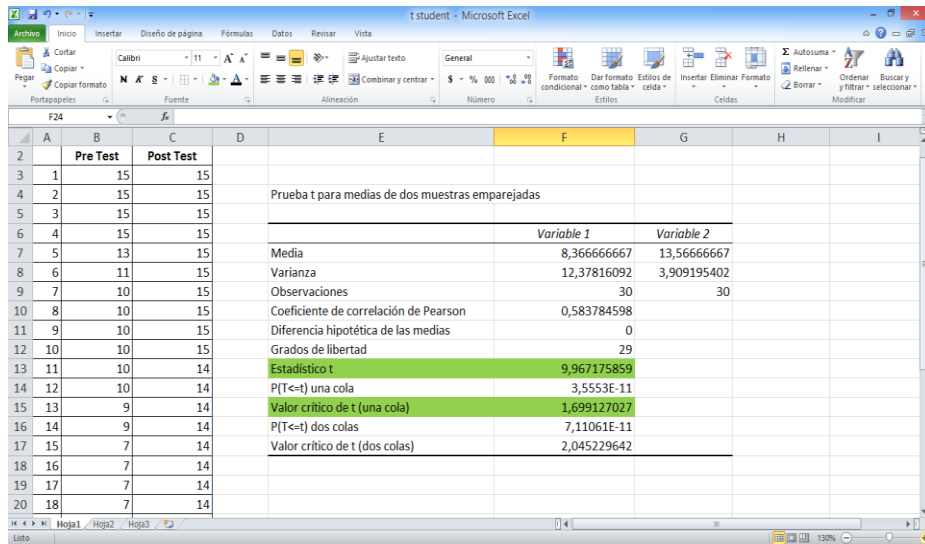 t student - Microsoft Excel
Archivo Inicio Insertar Diseño de página Fórmulas Datos Revisar Vista
Pegar
Cortar
Copiar
Copiar formato
Portapapeles
Calibri 11
N K S
Fuente
Ajustar texto
Combinar y centrar
Alineación
General
$ % 000
Número
Formato condicional
Dar formato como tabla
Estilos de celda
Estilos
Insertar Eliminar Formato
Celdas
Σ Autosuma
Rellenar
Borrar
Ordenar y filtrar
Buscar y seleccionar
Modificar
F24 fx
A B C D E F G H I
2 Pre Test Post Test
3 1 15 15
4 2 15 15 Prueba t para medias de dos muestras emparejadas
5 3 15 15
6 4 15 15 Variable 1 Variable 2
7 5 13 15 Media 8,366666667 13,56666667
8 6 11 15 Varianza 12,37816092 3,909195402
9 7 10 15 Observaciones 30 30
10 8 10 15 Coeficiente de correlación de Pearson 0,583784598
11 9 10 15 Diferencia hipotética de las medias 0
12 10 10 15 Grados de libertad 29
13 11 10 14 Estadístico t 9,967175859
14 12 10 14 P(T<=t) una cola 3,5553E-11
15 13 9 14 Valor crítico de t (una cola) 1,699127027
16 14 9 14 P(T<=t) dos colas 7,11061E-11
17 15 7 14 Valor crítico de t (dos colas) 2,045229642
18 16 7 14
19 17 7 14
20 18 7 14
Hoja1 Hoja2 Hoja3
Listo 130%